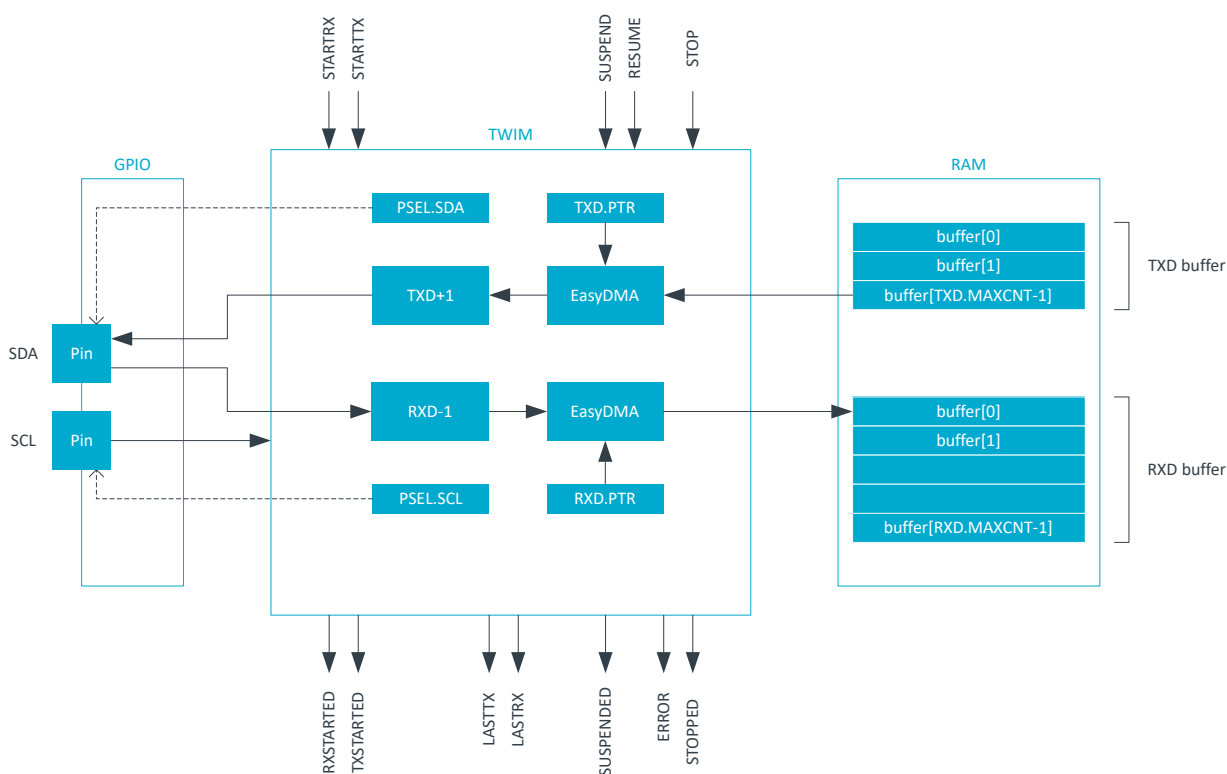 STARTRX
STARTTX
SUSPEND
RESUME
STOP
TWIM
GPIO
RAM
PSEL.SDA
TXD.PTR
buffer[0]
buffer[1]
buffer[TXD.MAXCNT-1]
TXD buffer
TXD+1
EasyDMA
SDA
Pin
RXD-1
EasyDMA
SCL
Pin
buffer[0]
buffer[1]
buffer[RXD.MAXCNT-1]
RXD buffer
PSEL.SCL
RXD.PTR
RXSTARTED
TXSTARTED
LASTTX
LASTRX
SUSPENDED
ERROR
STOPPED